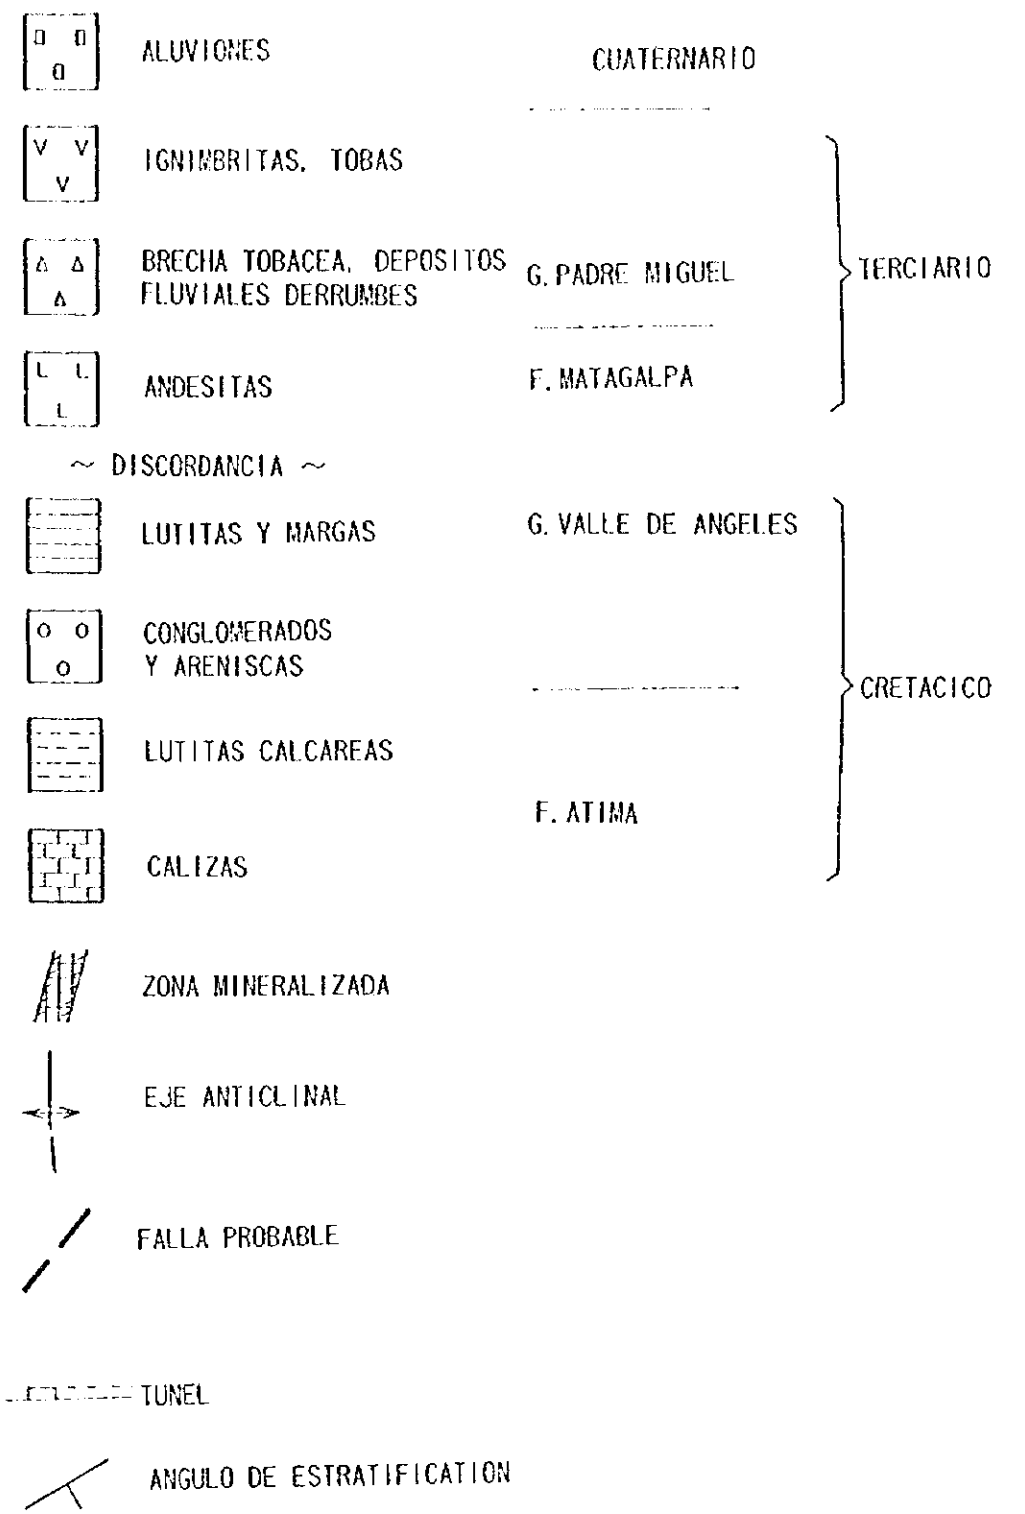 ALUVIONES
CUATERNARIO
IGNIMBRITAS, TOBAS
BRECHA TOBACEA, DEPOSITOS
FLUVIALES DERRUMBES
G. PADRE MIGUEL
TERCIARIO
ANDESITAS
F. MATAGALPA
~ DISCORDANCIA ~
LUTITAS Y MARGAS
G. VALLE DE ANGELES
CONGLOMERADOS
Y ARENISCAS
CRETACICO
LUTITAS CALCAREAS
F. ATIMA
CALIZAS
ZONA MINERALIZADA
EJE ANTICLINAL
FALLA PROBABLE
TUNEL
ANGULO DE ESTRATIFICATION